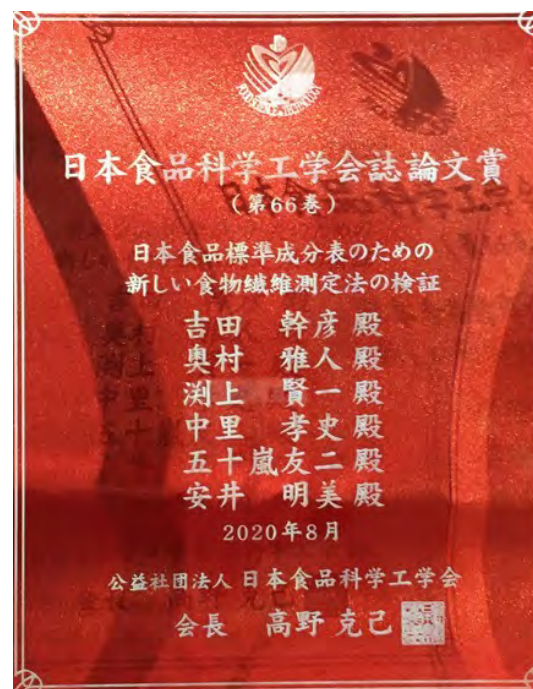 日本食品科学工学会誌論文賞
（第66巻）
日本食品標準成分表のための
新しい食物繊維測定法の検証
吉田 幹彦 殿
奥村 雅人 殿
渕上 賢一 殿
中里 孝史 殿
五十嵐友二 殿
安井 明美 殿
2020年8月
公益社団法人 日本食品科学工学会
会長 高野克己